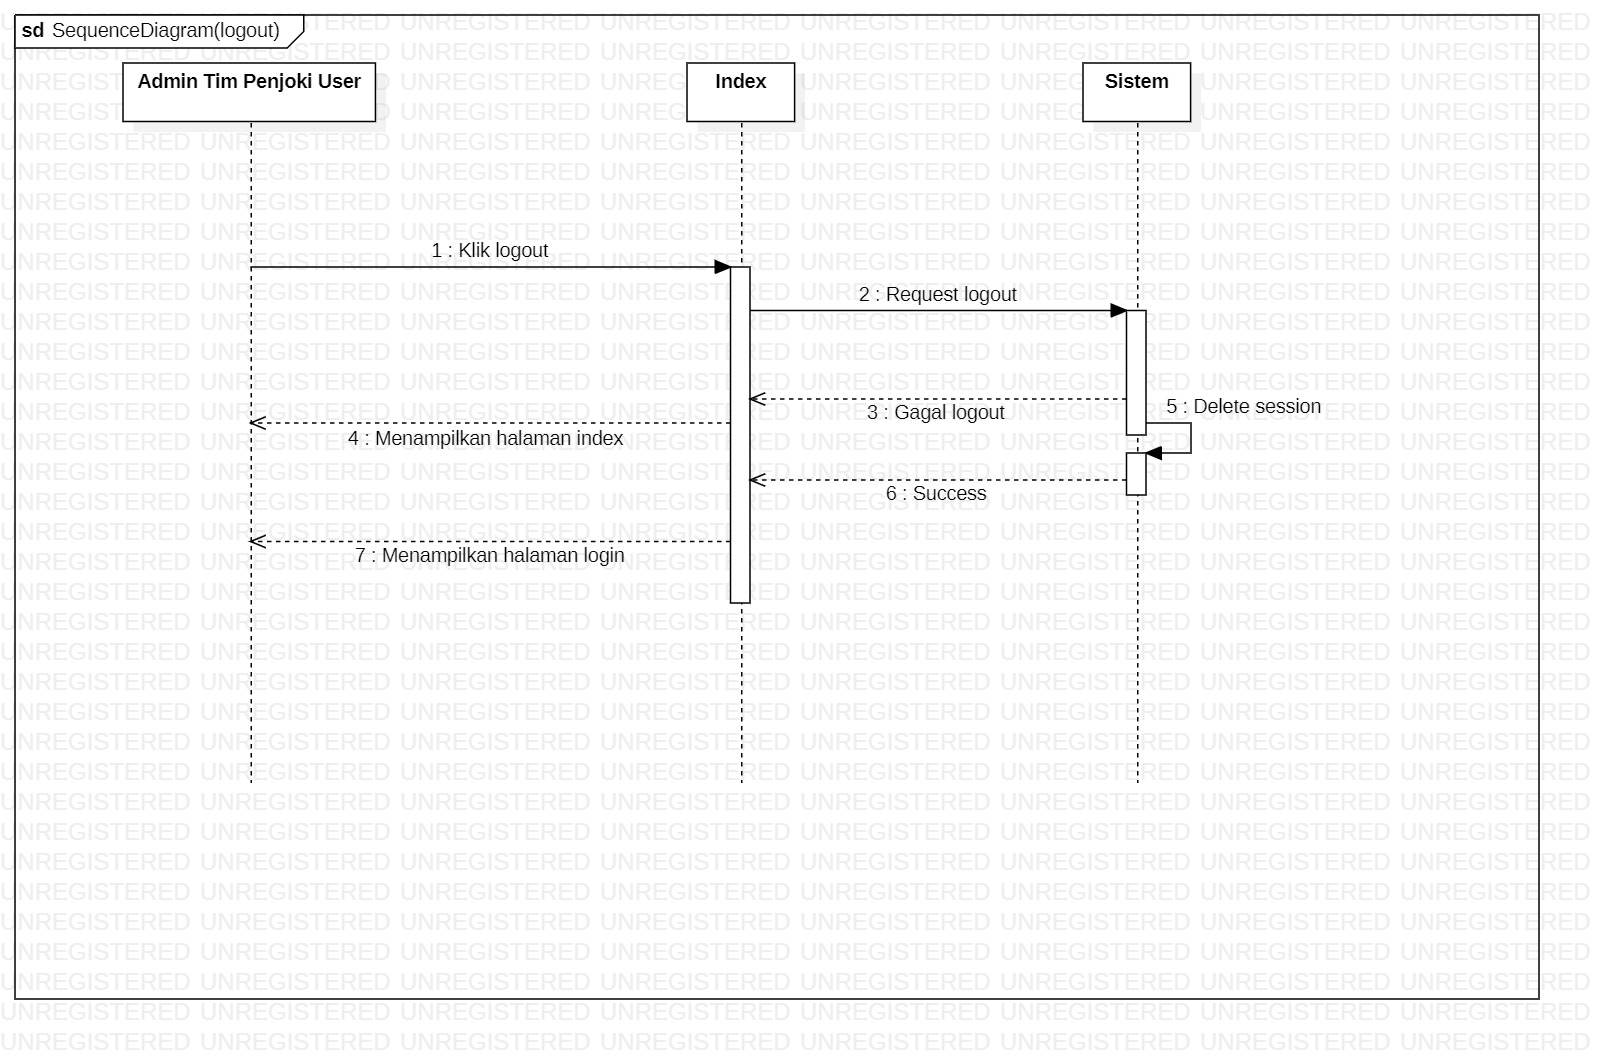 sd SequenceDiagram(logout)
Admin Tim Penjoki User
Index
Sistem
1 : Klik logout
2 : Request logout
3 : Gagal logout
5 : Delete session
4 : Menampilkan halaman index
6 : Success
7 : Menampilkan halaman login
UNREGISTERED